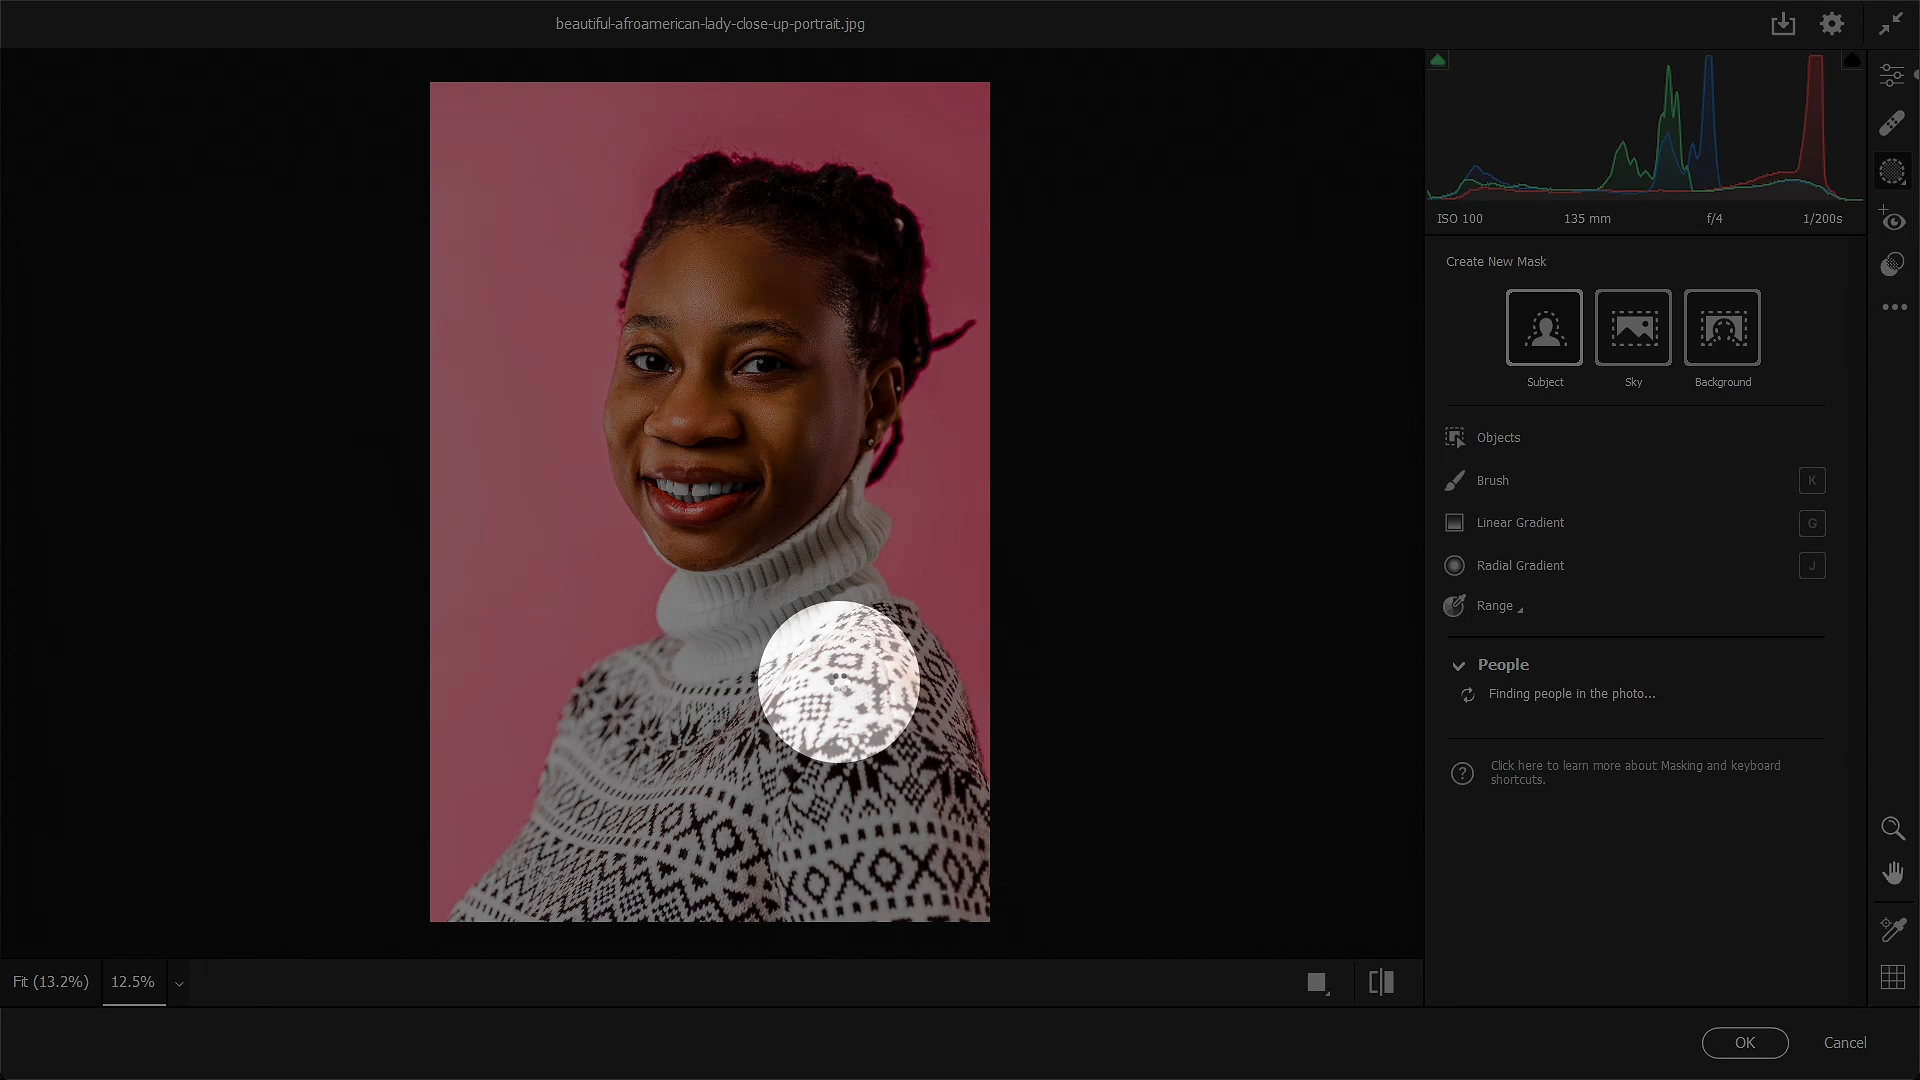 beautiful-afroamerican-lady-close-up-portrait.jpg
ISO 100 135 mm f/4 1/200s
Create New Mask
Subject Sky Background
Objects
Brush K
Linear Gradient G
Radial Gradient J
Range
People
Finding people in the photo...
Click here to learn more about Masking and keyboard
shortcuts.
Fit (13.2%) 12.5%
OK Cancel